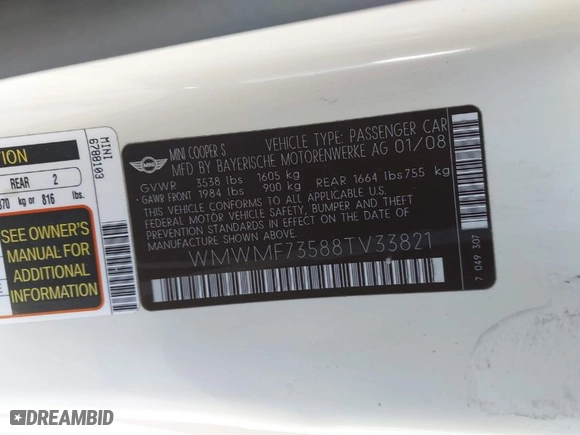 MINI
6788103
ION
REAR 2
370 kg or 816 lbs.
SEE OWNER'S
MANUAL FOR
ADDITIONAL
INFORMATION
MINI
MINI COOPER S VEHICLE TYPE: PASSENGER CAR
MFD BY BAYERISCHE MOTORENWERKE AG 01/08
GVWR 3538 lbs 1605 kg
GAWR FRONT 1984 lbs 900 kg REAR 1664 lbs 755 kg
THIS VEHICLE CONFORMS TO ALL APPLICABLE
FEDERAL MOTOR VEHICLE SAFETY, BUMPER AND THEFT
PREVENTION STANDARDS IN EFFECT ON THE DATE OF
MANUFACTURE SHOWN ABOVE.
WMWMF73588TV33821
7 049 307
DREAMBID